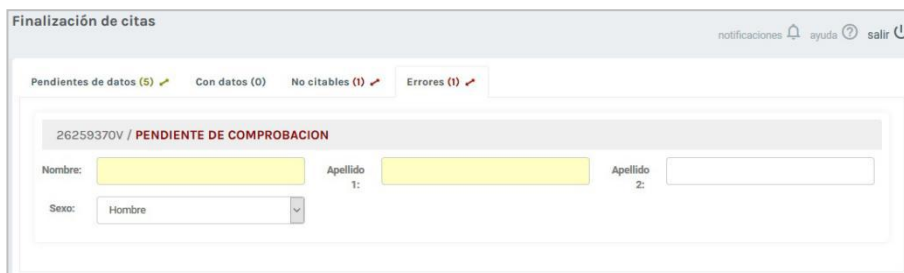 Finalización de citas
notificaciones ayuda salir
Pendientes de datos (5) Con datos (0) No citables (1) Errores (1)
26259370V / PENDIENTE DE COMPROBACION
Nombre: Apellido 1: Apellido 2:
Sexo: Hombre